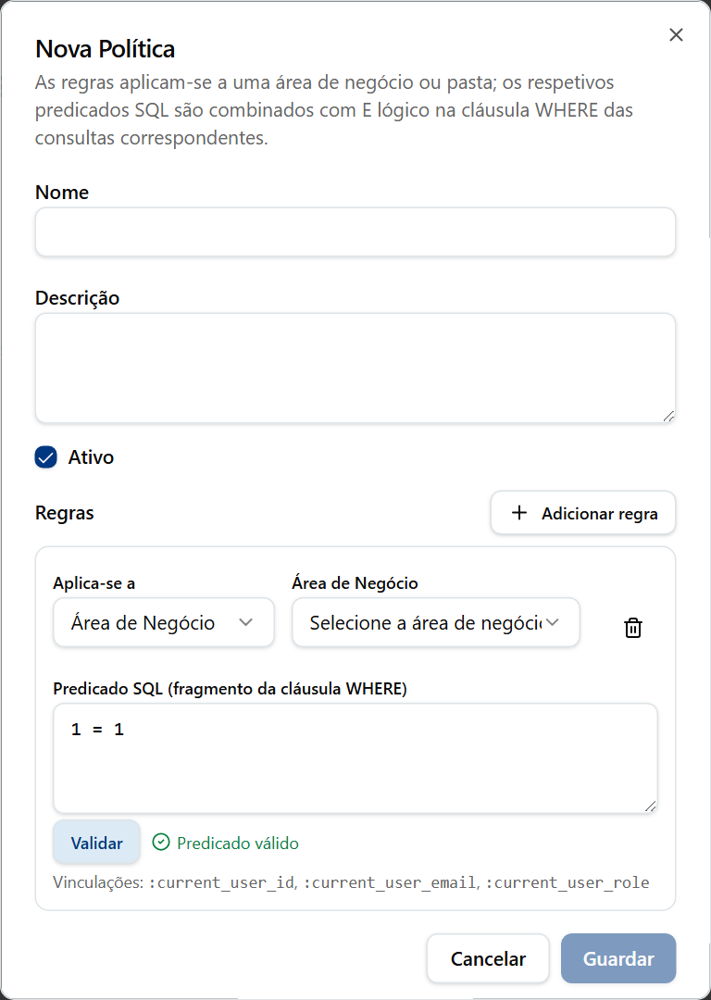 Nova Política
As regras aplicam-se a uma área de negócio ou pasta; os respetivos
predicados SQL são combinados com E lógico na cláusula WHERE das
consultas correspondentes.
Nome
Descrição
Ativo
Regras
Adicionar regra
Aplica-se a
Área de Negócio
Área de Negócio
Selecione a área de negóci
Predicado SQL (fragmento da cláusula WHERE)
1 = 1
Validar
Predicado válido
Vinculações: :current_user_id, :current_user_email, :current_user_role
Cancelar
Guardar